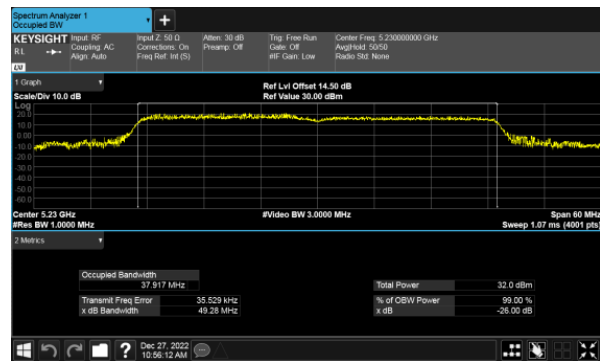 Spectrum Analyzer 1
Occupied BW
KEYSIGHT Input: RF Input Z: 50 Ω Atten: 30 dB Trig: Free Run Center Freq: 5.230000000 GHz
RL Coupling: AC Corrections: On Preamp: Off Gate: Off Avg|Hold: 50/50
Align: Auto Freq Ref: Int (S) #IF Gain: Low Radio Std: None
LXI
1 Graph
Ref Lvl Offset 14.50 dB
Scale/Div 10.0 dB Ref Value 30.00 dBm
Log
20.0
10.0
0.00
-10.0
-20.0
-30.0
-40.0
-50.0
-60.0
Center 5.23 GHz #Video BW 3.0000 MHz Span 60 MHz
#Res BW 1.0000 MHz Sweep 1.07 ms (4001 pts)
2 Metrics
Occupied Bandwidth
37.917 MHz Total Power 32.0 dBm
Transmit Freq Error 35.529 kHz % of OBW Power 99.00 %
x dB Bandwidth 49.28 MHz x dB -26.00 dB
? Dec 27, 2022
10:56:12 AM